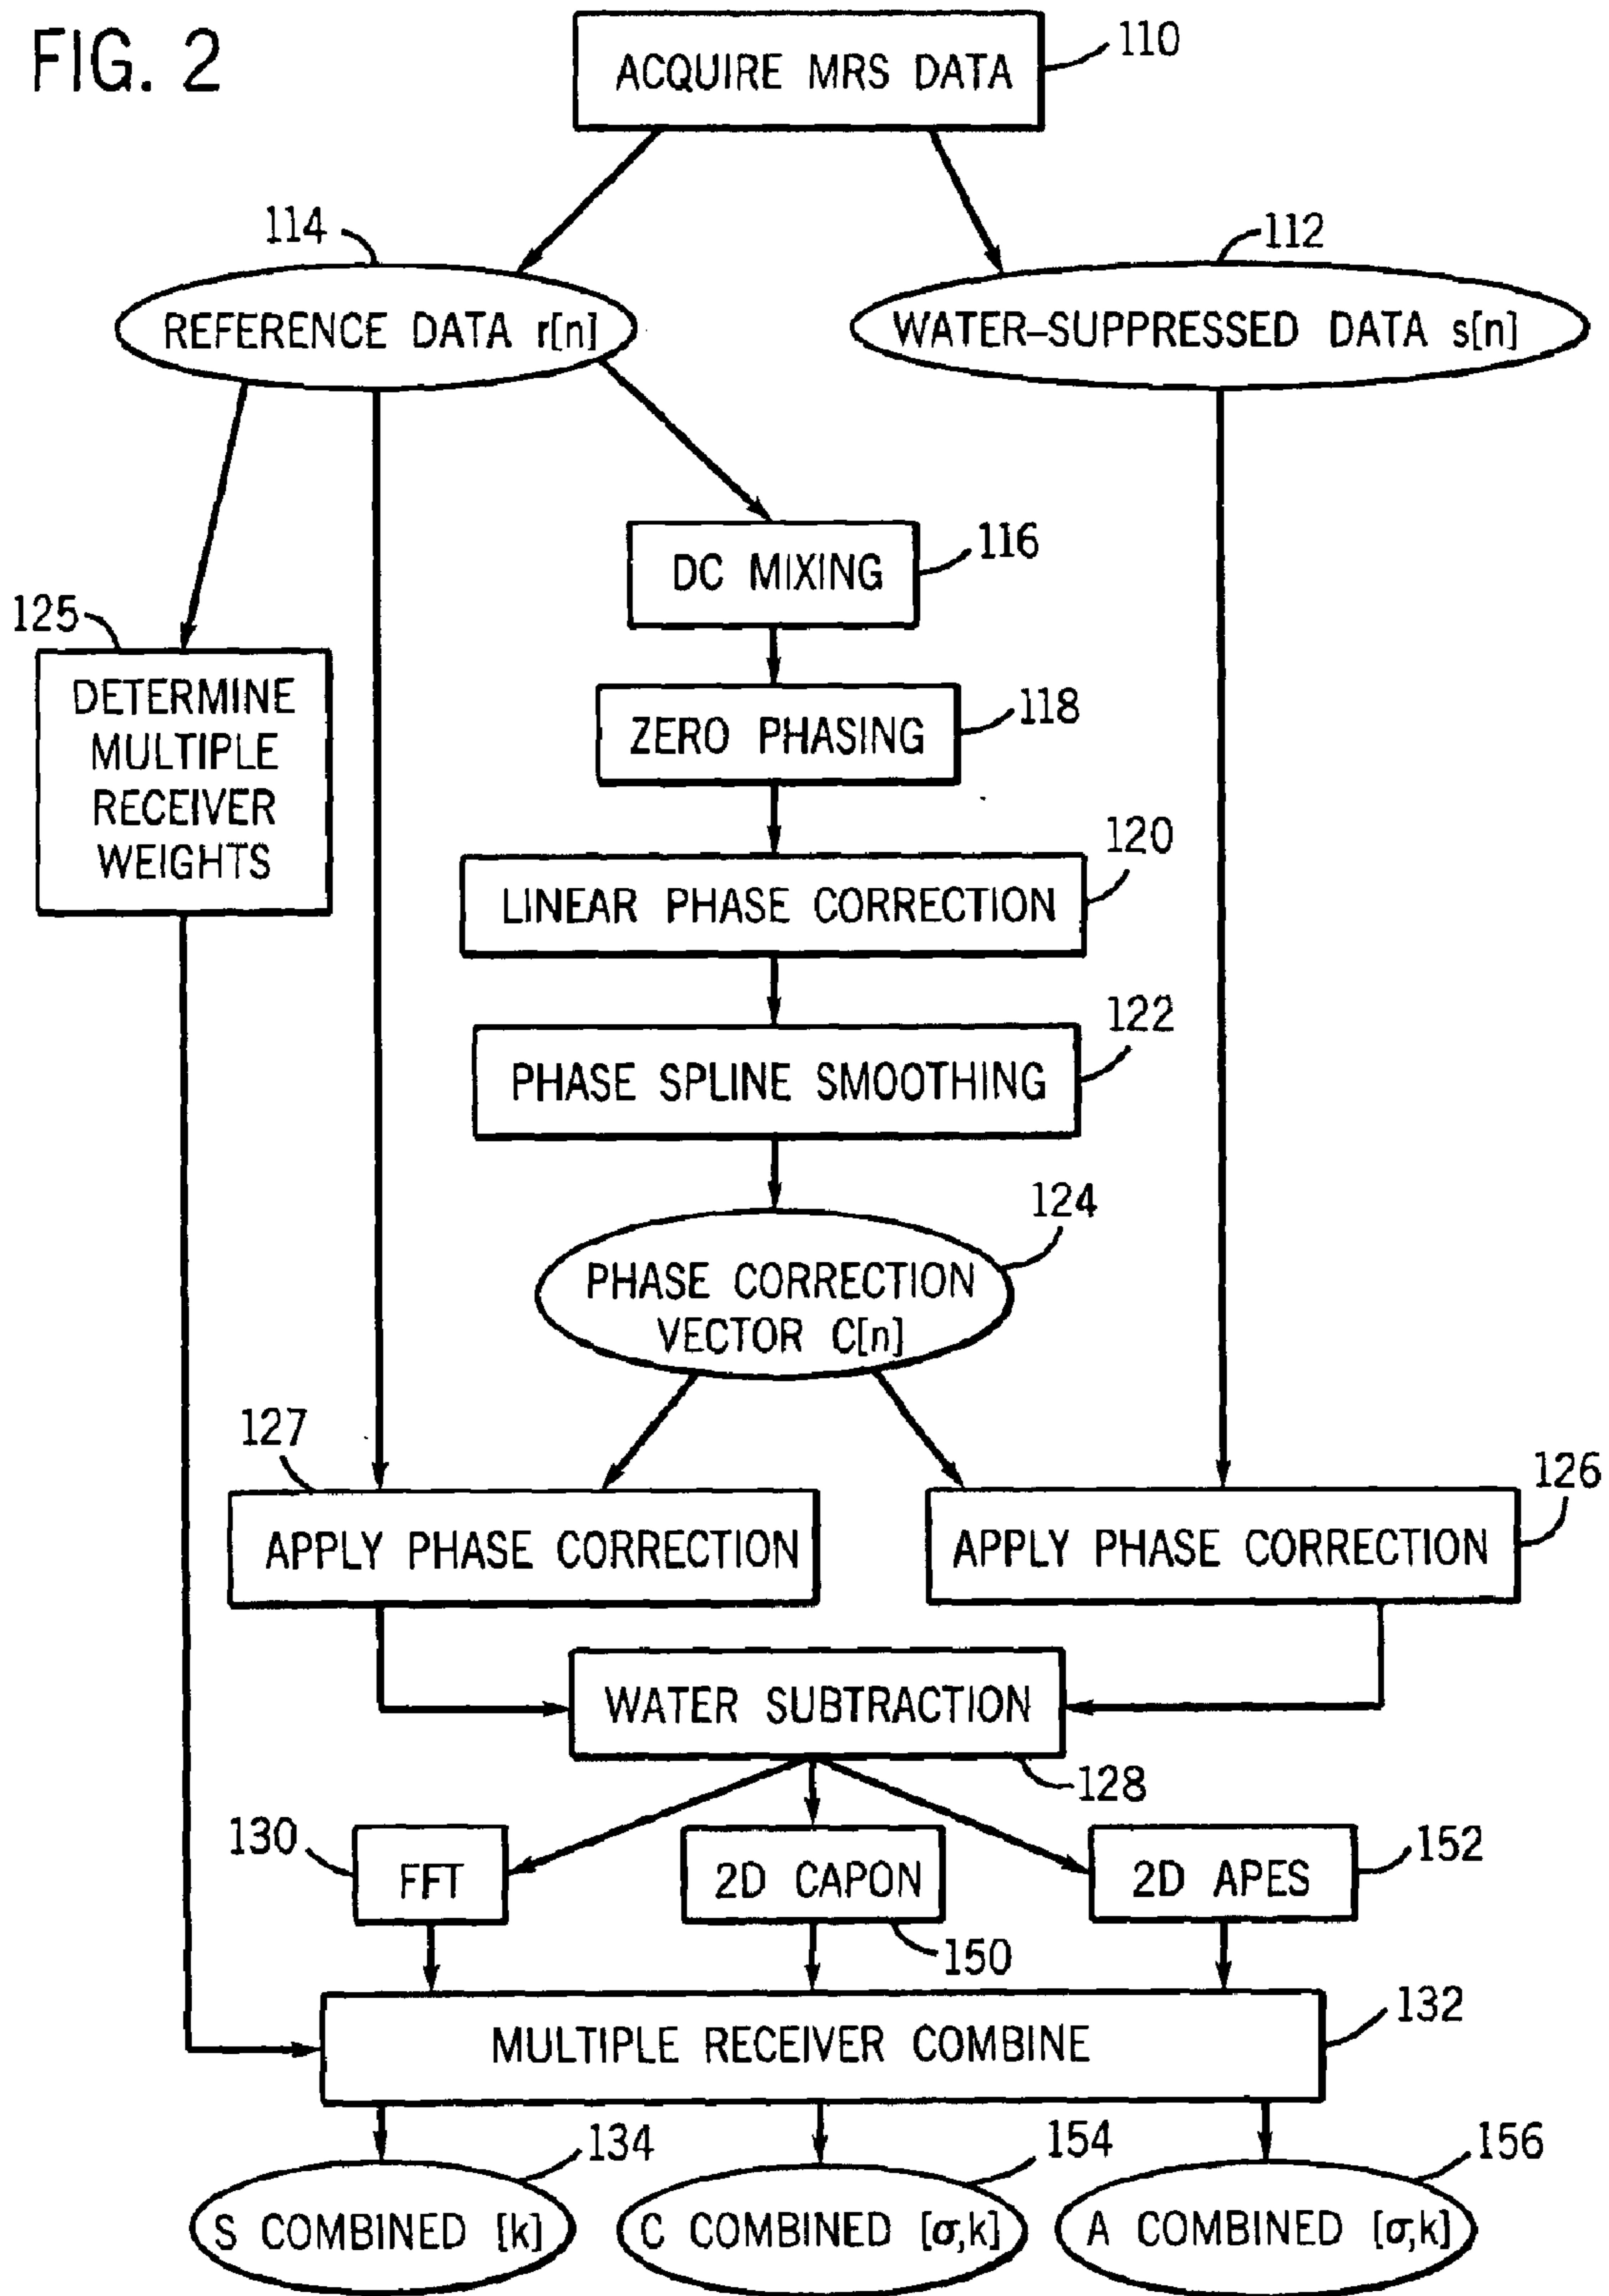 FIG. 2
ACQUIRE MRS DATA
110
114
112
REFERENCE DATA r[n]
WATER–SUPPRESSED DATA s[n]
DC MIXING
116
125
DETERMINE
MULTIPLE
RECEIVER
WEIGHTS
ZERO PHASING
118
120
LINEAR PHASE CORRECTION
122
PHASE SPLINE SMOOTHING
124
PHASE CORRECTION
VECTOR C[n]
127
126
APPLY PHASE CORRECTION
APPLY PHASE CORRECTION
WATER SUBTRACTION
128
130
FFT
2D CAPON
150
2D APES
152
MULTIPLE RECEIVER COMBINE
132
134
154
156
S COMBINED [k]
C COMBINED [σ,k]
A COMBINED [σ,k]